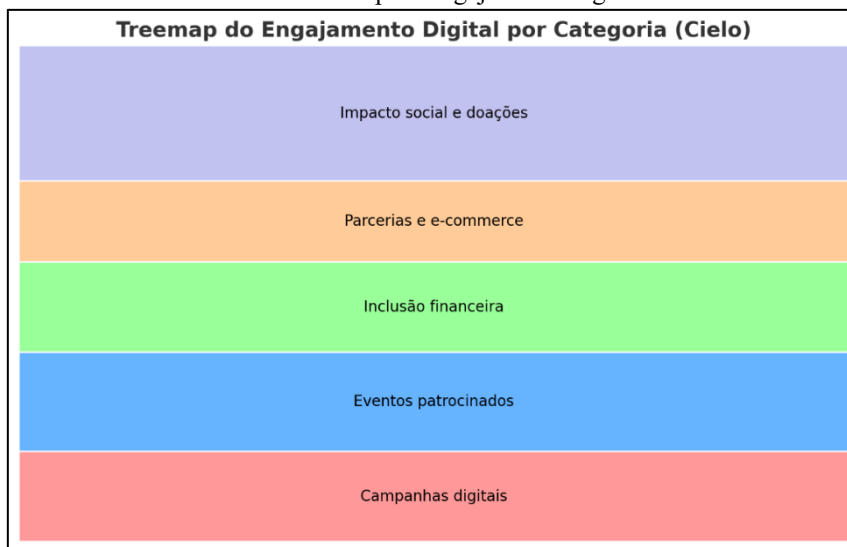 Treemap do Engajamento Digital por Categoria (Cielo)
Impacto social e doações
Parcerias e e-commerce
Inclusão financeira
Eventos patrocinados
Campanhas digitais